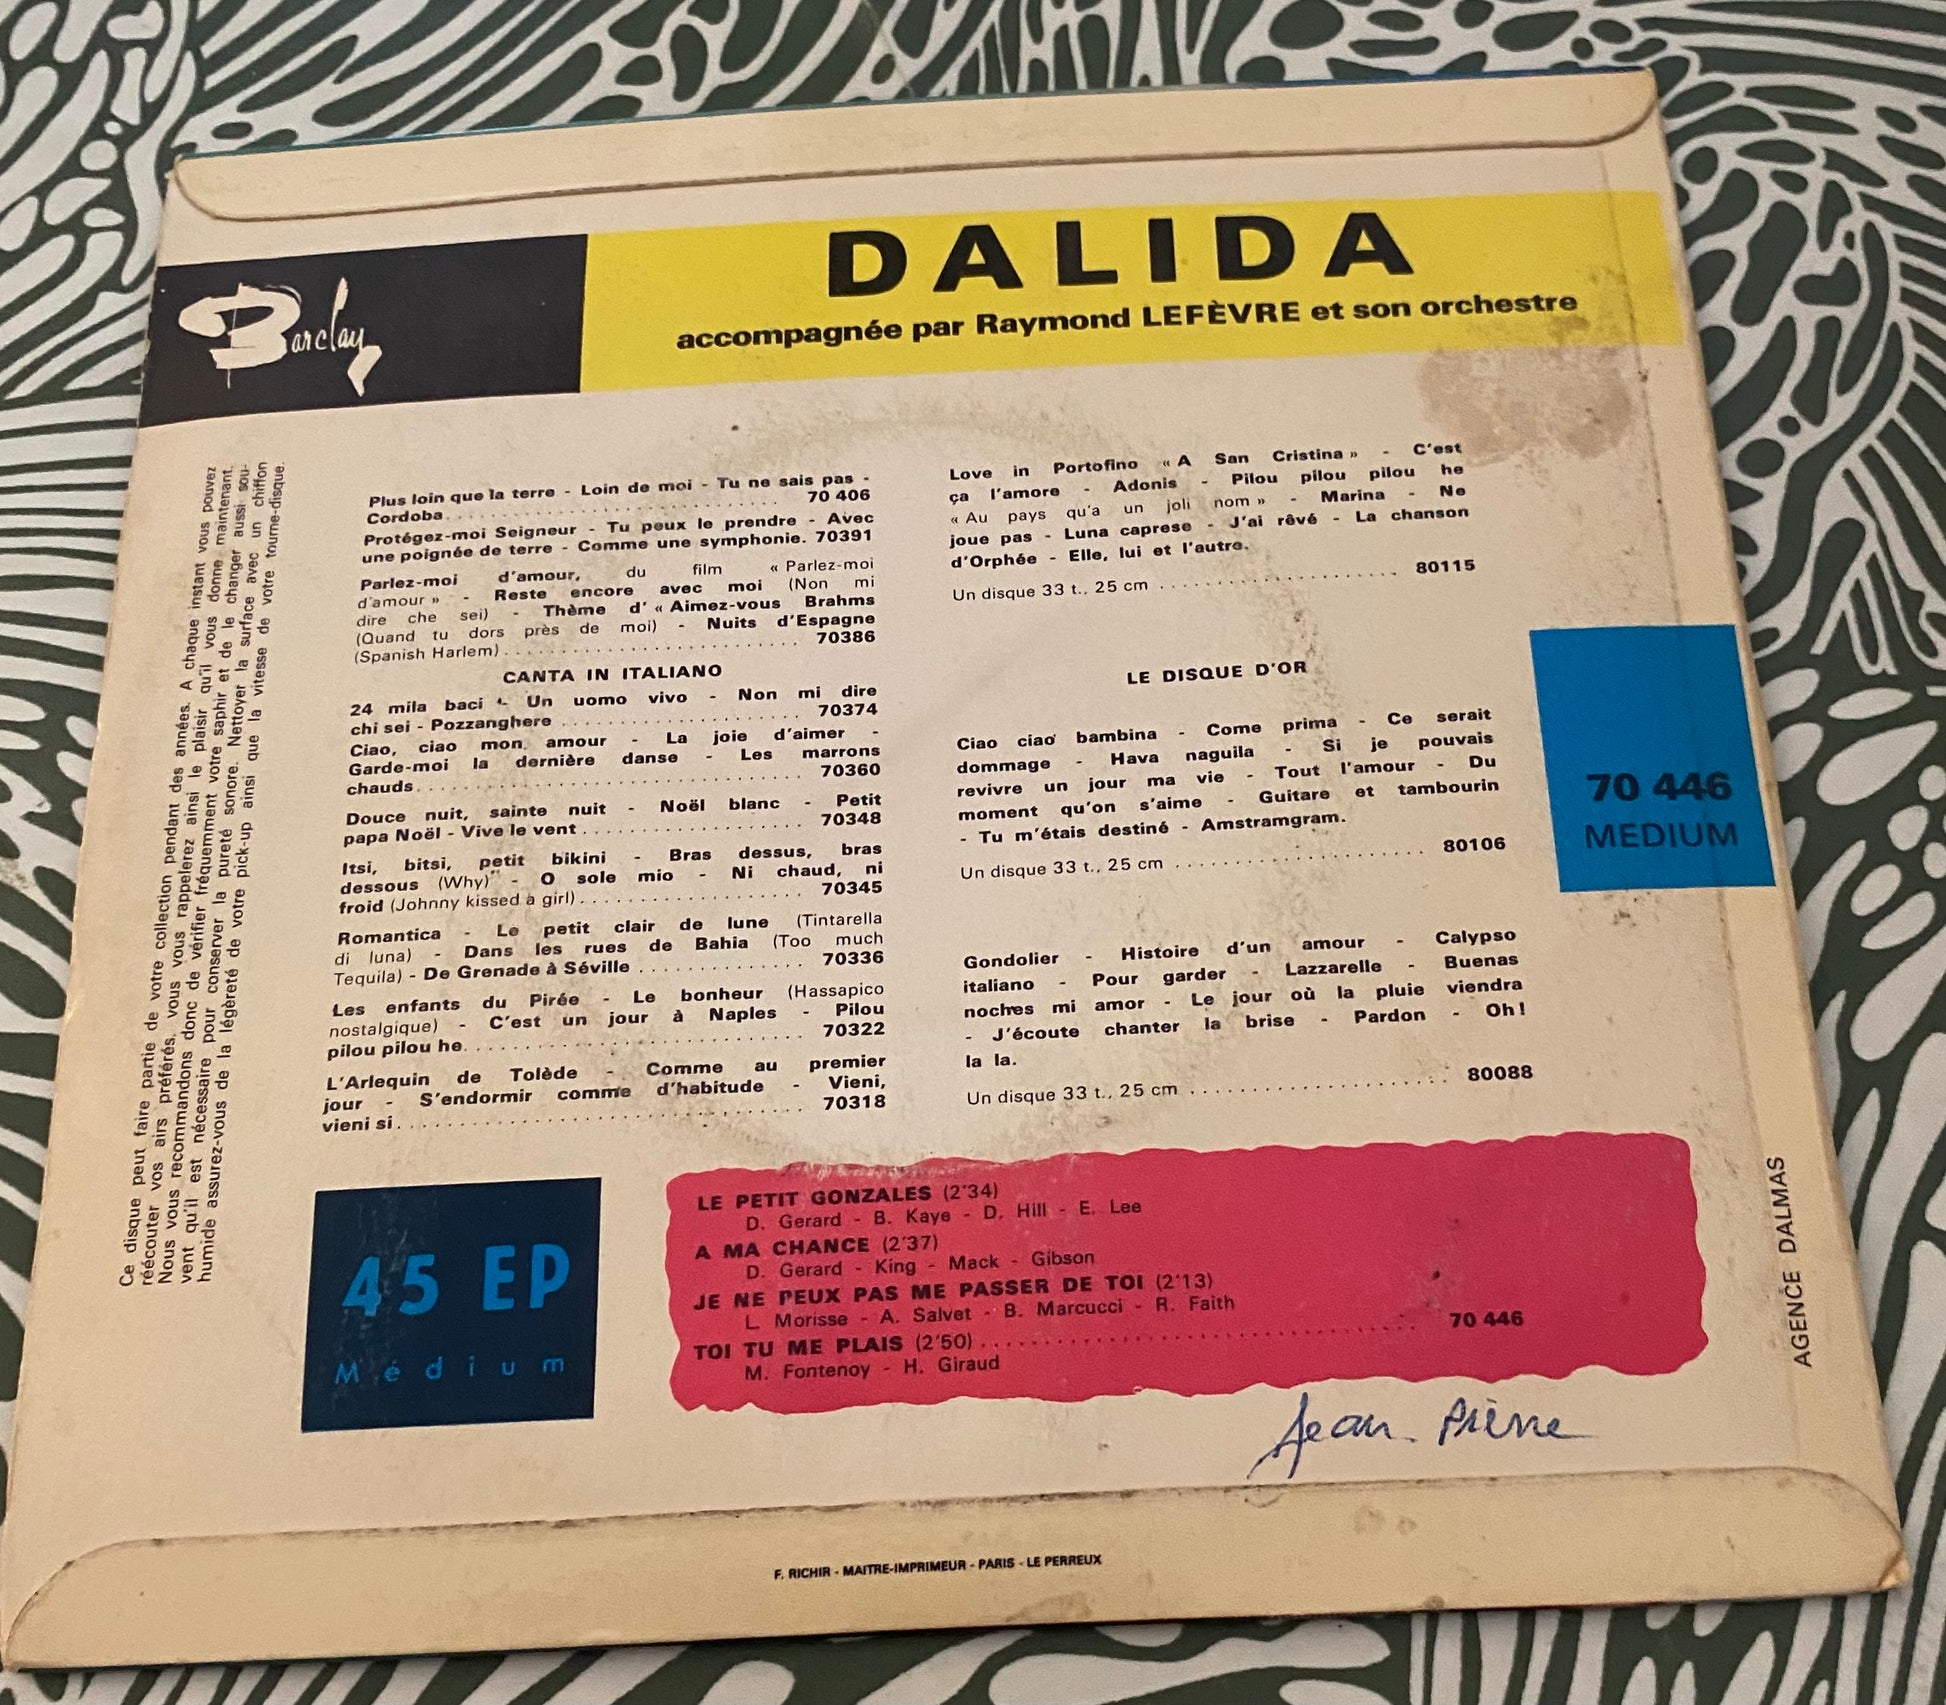 Barclay
DALIDA
accompagnée par Raymond LEFÈVRE et son orchestre
Ce disque peut faire partie de votre collection pendant des années. A chaque instant vous pouvez
réécouter vos airs préférés, vous vous rappelerez ainsi le plaisir qu'il vous donne maintenant.
Nous vous recommandons donc de vérifier fréquemment votre saphir et de le changer aussi sou-
vent qu'il est nécessaire pour conserver la pureté sonore. Nettoyer la surface avec un chiffon
humide assurez-vous de la légèreté de votre pick-up ainsi que la vitesse de votre tourne-disque.
Plus loin que la terre - Loin de moi - Tu ne sais pas -
Cordoba. . . . . . . . . . . . . . . . . . . . . . . . . . 70 406
Protégez-moi Seigneur - Tu peux le prendre - Avec
une poignée de terre - Comme une symphonie. 70391
Parlez-moi d'amour, du film « Parlez-moi
d'amour » - Reste encore avec moi (Non mi
dire che sei) - Thème d' « Aimez-vous Brahms
(Quand tu dors près de moi) - Nuits d'Espagne
(Spanish Harlem) . . . . . . . . . . . . . . . . . . . . . 70386
CANTA IN ITALIANO
24 mila baci - Un uomo vivo - Non mi dire
chi sei - Pozzanghere . . . . . . . . . . . . . . . . . 70374
Ciao, ciao mon amour - La joie d'aimer -
Garde-moi la dernière danse - Les marrons
chauds. . . . . . . . . . . . . . . . . . . . . . . . . . . 70360
Douce nuit, sainte nuit - Noël blanc - Petit
papa Noël - Vive le vent . . . . . . . . . . . . . . . 70348
Itsi, bitsi, petit bikini - Bras dessus, bras
dessous (Why) - O sole mio - Ni chaud, ni
froid (Johnny kissed a girl) . . . . . . . . . . . . . . 70345
Romantica - Le petit clair de lune (Tintarella
di luna) - Dans les rues de Bahia (Too much
Tequila) - De Grenade à Séville . . . . . . . . . . 70336
Les enfants du Pirée - Le bonheur (Hassapico
nostalgique) - C'est un jour à Naples - Pilou
pilou pilou he. . . . . . . . . . . . . . . . . . . . . . . 70322
L'Arlequin de Tolède - Comme au premier
jour - S'endormir comme d'habitude - Vieni,
vieni si. . . . . . . . . . . . . . . . . . . . . . . . . . . 70318
Love in Portofino « A San Cristina » - C'est
ça l'amore - Adonis - Pilou pilou pilou he
« Au pays qu'a un joli nom » - Marina - Ne
joue pas - Luna caprese - J'ai rêvé - La chanson
d'Orphée - Elle, lui et l'autre.
Un disque 33 t., 25 cm . . . . . . . . . . . . . . . . . 80115
LE DISQUE D'OR
Ciao ciao bambina - Come prima - Ce serait
dommage - Hava naguila - Si je pouvais
revivre un jour ma vie - Tout l'amour - Du
moment qu'on s'aime - Guitare et tambourin
- Tu m'étais destiné - Amstramgram.
Un disque 33 t., 25 cm . . . . . . . . . . . . . . . . . 80106
Gondolier - Histoire d'un amour - Calypso
italiano - Pour garder - Lazzarelle - Buenas
noches mi amor - Le jour où la pluie viendra
- J'écoute chanter la brise - Pardon - Oh !
la la.
Un disque 33 t., 25 cm . . . . . . . . . . . . . . . . . 80088
70 446
MEDIUM
45 EP
Médium
LE PETIT GONZALES (2'34)
D. Gerard - B. Kaye - D. Hill - E. Lee
A MA CHANCE (2'37)
D. Gerard - King - Mack - Gibson
JE NE PEUX PAS ME PASSER DE TOI (2'13)
L. Morisse - A. Salvet - B. Marcucci - R. Faith
TOI TU ME PLAIS (2'50) . . . . . . . . . . . . . . . . . 70 446
M. Fontenoy - H. Giraud
AGENCE DALMAS
Jean Pierre
F. RICHIR - MAITRE-IMPRIMEUR - PARIS - LE PERREUX